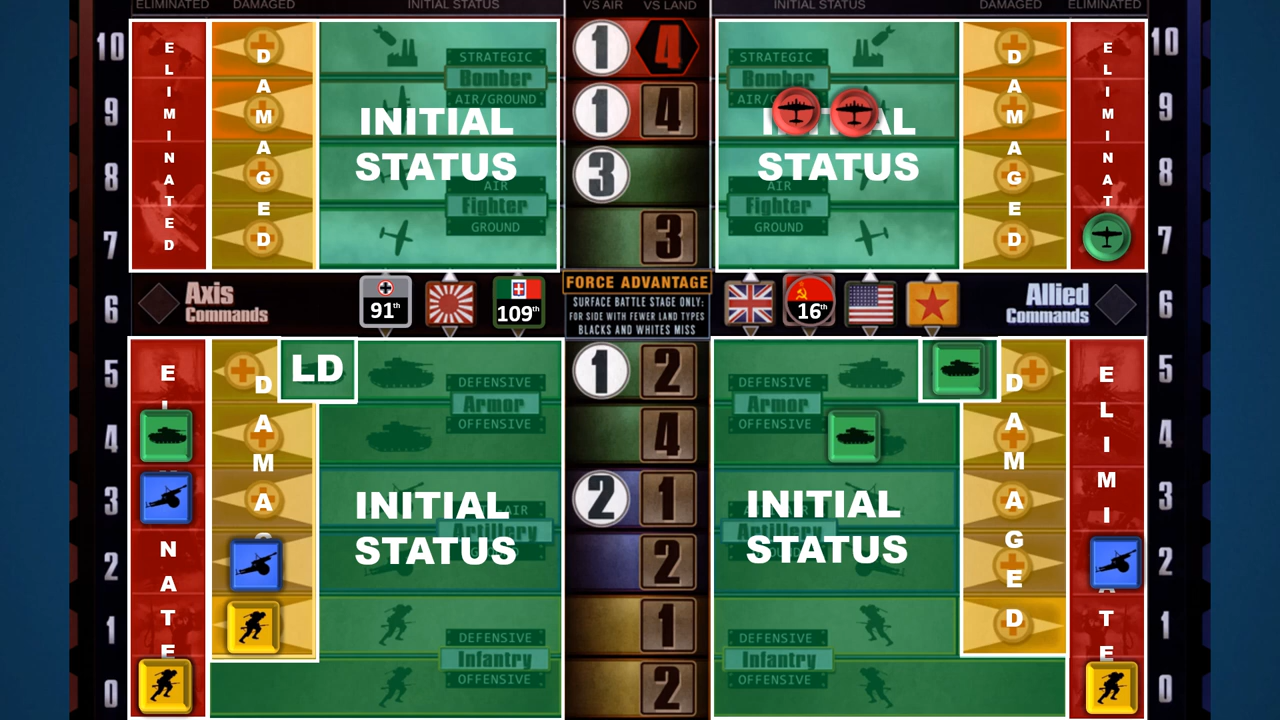 ELIMINATED DAMAGED INITIAL STATUS VS AIR VS LAND INITIAL STATUS DAMAGED ELIMINATED
10 1 4 10
STRATEGIC
Bomber
AIR/GROUND
STRATEGIC
Bomber
AIR/G
9 1 4 9
ELIMINATED
DAMAGED
INITIAL
STATUS
INITIAL
STATUS
DAMAGED
ELIMINAT
8 3 8
AIR
Fighter
GROUND
AIR
Fighter
GROUND
7 3 7
6 Axis
Commands
91th
109th
FORCE ADVANTAGE
SURFACE BATTLE STAGE ONLY:
FOR SIDE WITH FEWER LAND TYPES
BLACKS AND WHITES MISS
16th
Allied
Commands 6
5 LD 1 2 5
DEFENSIVE
Armor
OFFENSIVE
DEFENSIVE
Armor
OFFENSIVE
4 4 4
E
NATE
DAMA
INITIAL
STATUS
INITIAL
STATUS
DAMAGED
ELIMI
TE
3 2 1 3
Artillery
Artillery
2 2 2
1 1 1
DEFENSIVE
Infantry
OFFENSIVE
DEFENSIVE
Infantry
OFFENSIVE
0 2 0